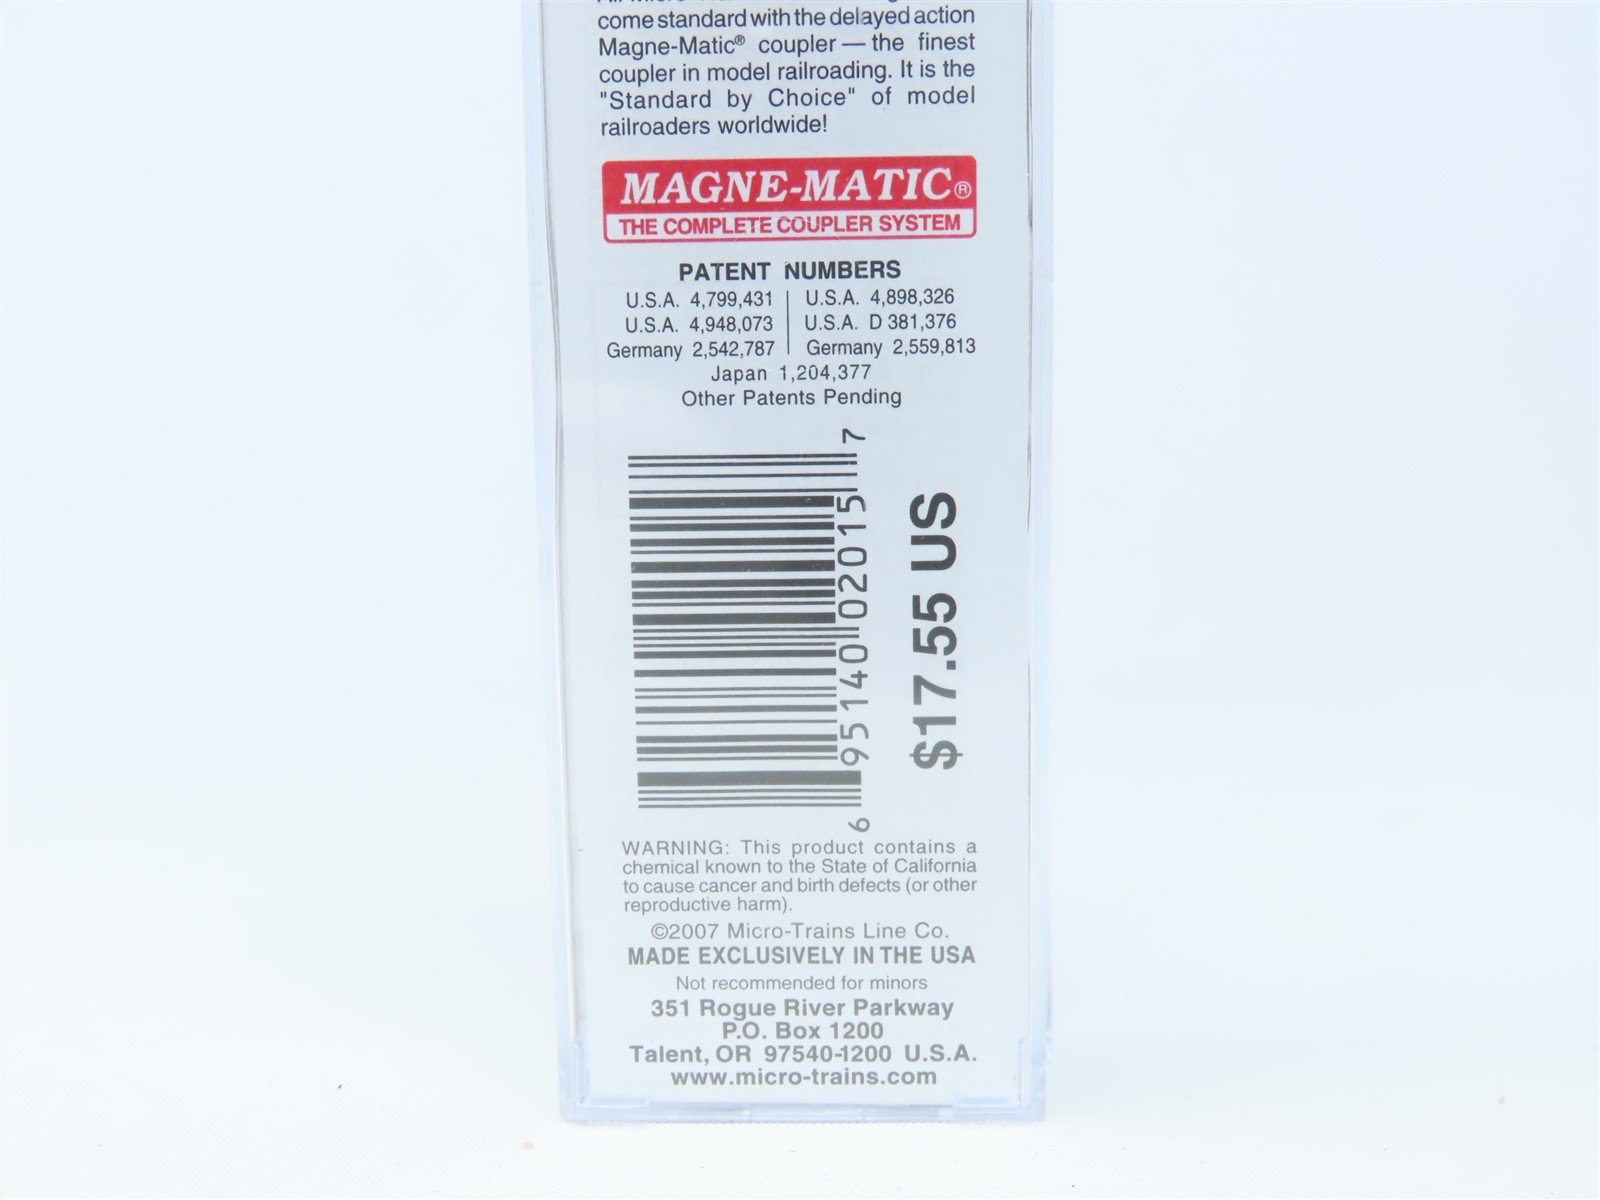 come standard with the delayed action
Magne-Matic® coupler — the finest
coupler in model railroading. It is the
"Standard by Choice" of model
railroaders worldwide!
MAGNE-MATIC®
THE COMPLETE COUPLER SYSTEM
PATENT NUMBERS
U.S.A. 4,799,431 | U.S.A. 4,898,326
U.S.A. 4,948,073 | U.S.A. D 381,376
Germany 2,542,787 | Germany 2,559,813
Japan 1,204,377
Other Patents Pending
6 95140 02015 7
$17.55 US
WARNING: This product contains a
chemical known to the State of California
to cause cancer and birth defects (or other
reproductive harm).
©2007 Micro-Trains Line Co.
MADE EXCLUSIVELY IN THE USA
Not recommended for minors
351 Rogue River Parkway
P.O. Box 1200
Talent, OR 97540-1200 U.S.A.
www.micro-trains.com